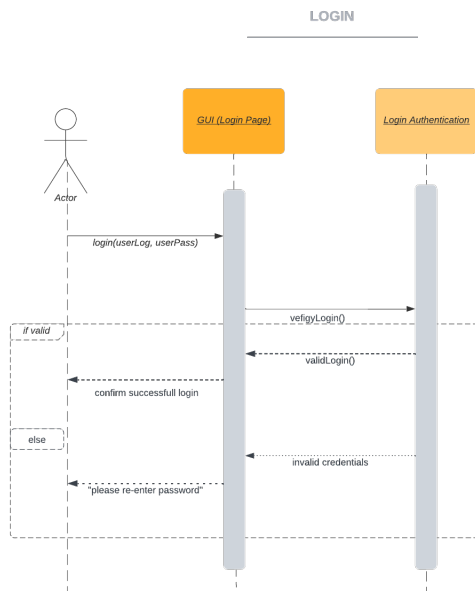 LOGIN
GUI (Login Page)
Login Authentication
Actor
login(userLog, userPass)
vefigyLogin()
if valid
validLogin()
confirm successfull login
else
invalid credentials
"please re-enter password"